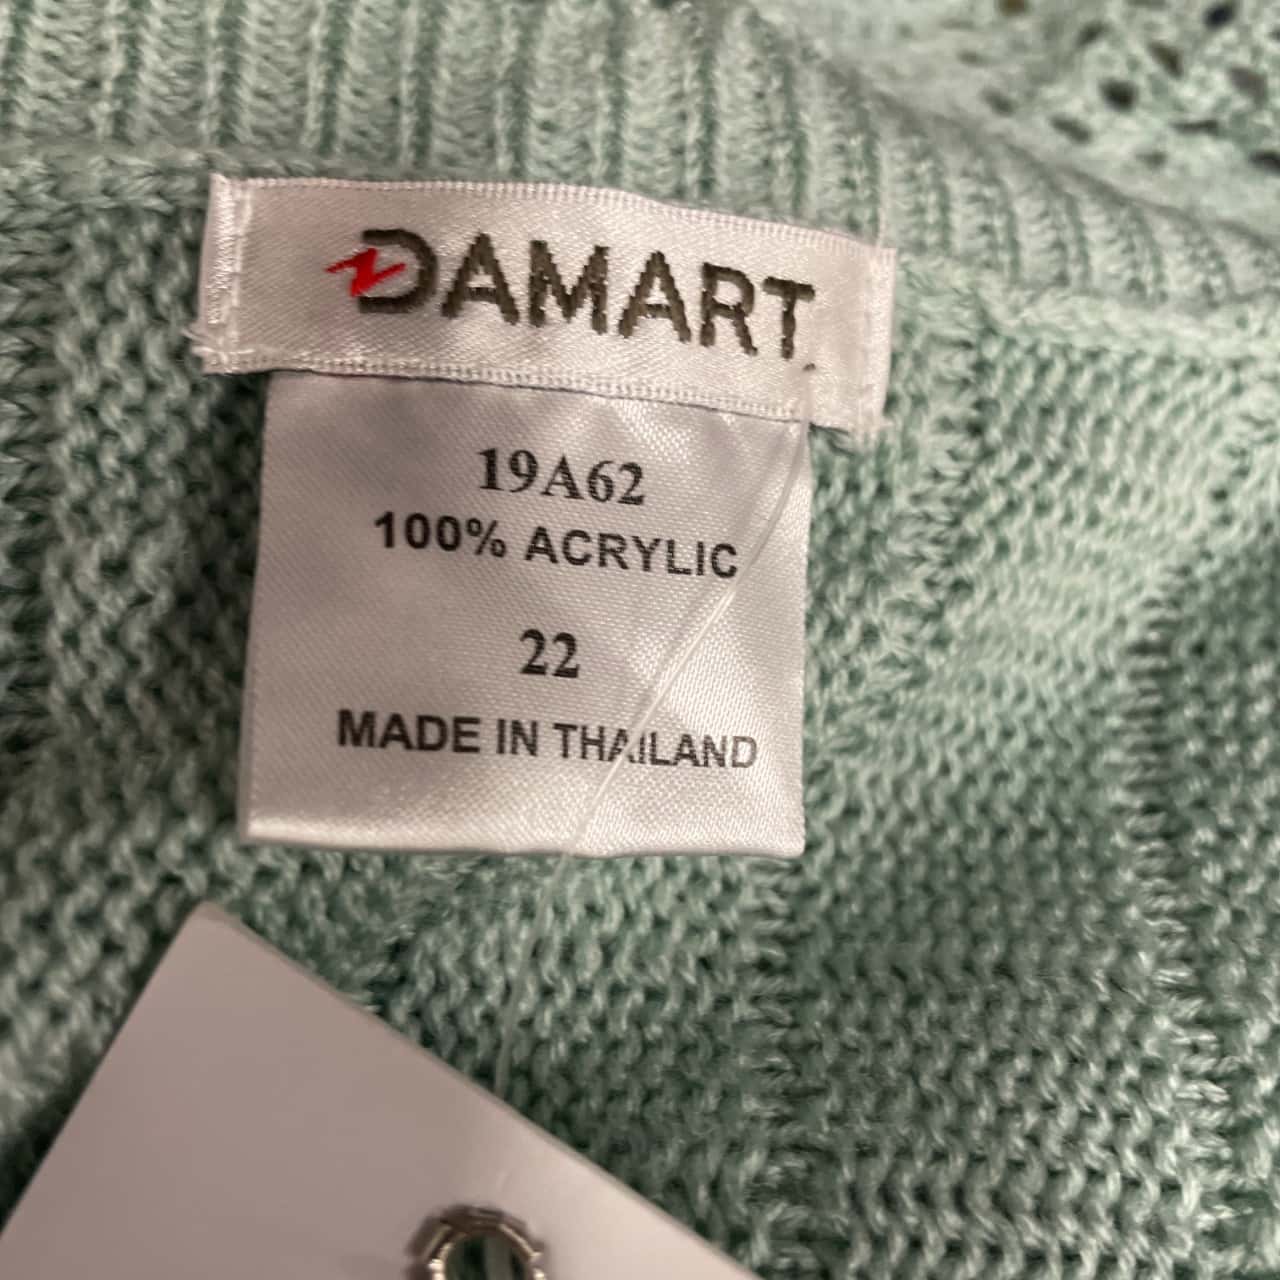 DAMART
19A62
100% ACRYLIC
22
MADE IN THAILAND